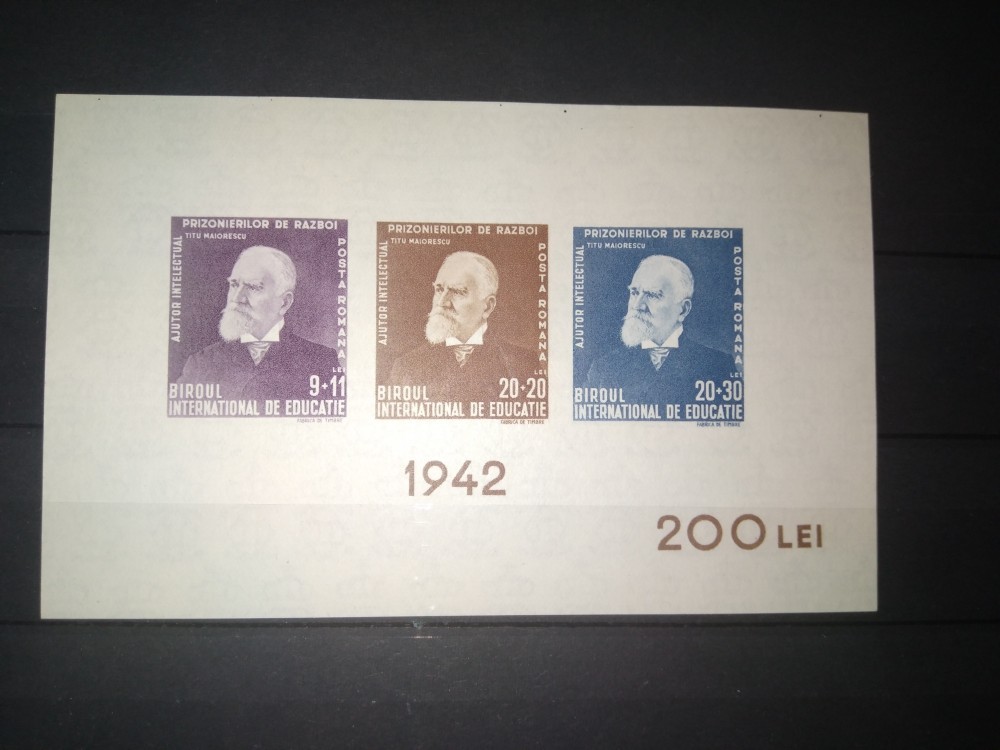 PRIZONIERILOR DE RAZBOI
TITU MAIORESCU
AJUTOR INTELECTUAL
POSTA ROMANA
LEI
BIROUL 9+11
INTERNATIONAL DE EDUCATIE
FABRICA DE TIMBRE
PRIZONIERILOR DE RAZBOI
TITU MAIORESCU
AJUTOR INTELECTUAL
POSTA ROMANA
LEI
BIROUL 20+20
INTERNATIONAL DE EDUCATIE
FABRICA DE TIMBRE
PRIZONIERILOR DE RAZBOI
TITU MAIORESCU
AJUTOR INTELECTUAL
POSTA ROMANA
LEI
BIROUL 20+30
INTERNATIONAL DE EDUCATIE
FABRICA DE TIMBRE
1942
200 LEI